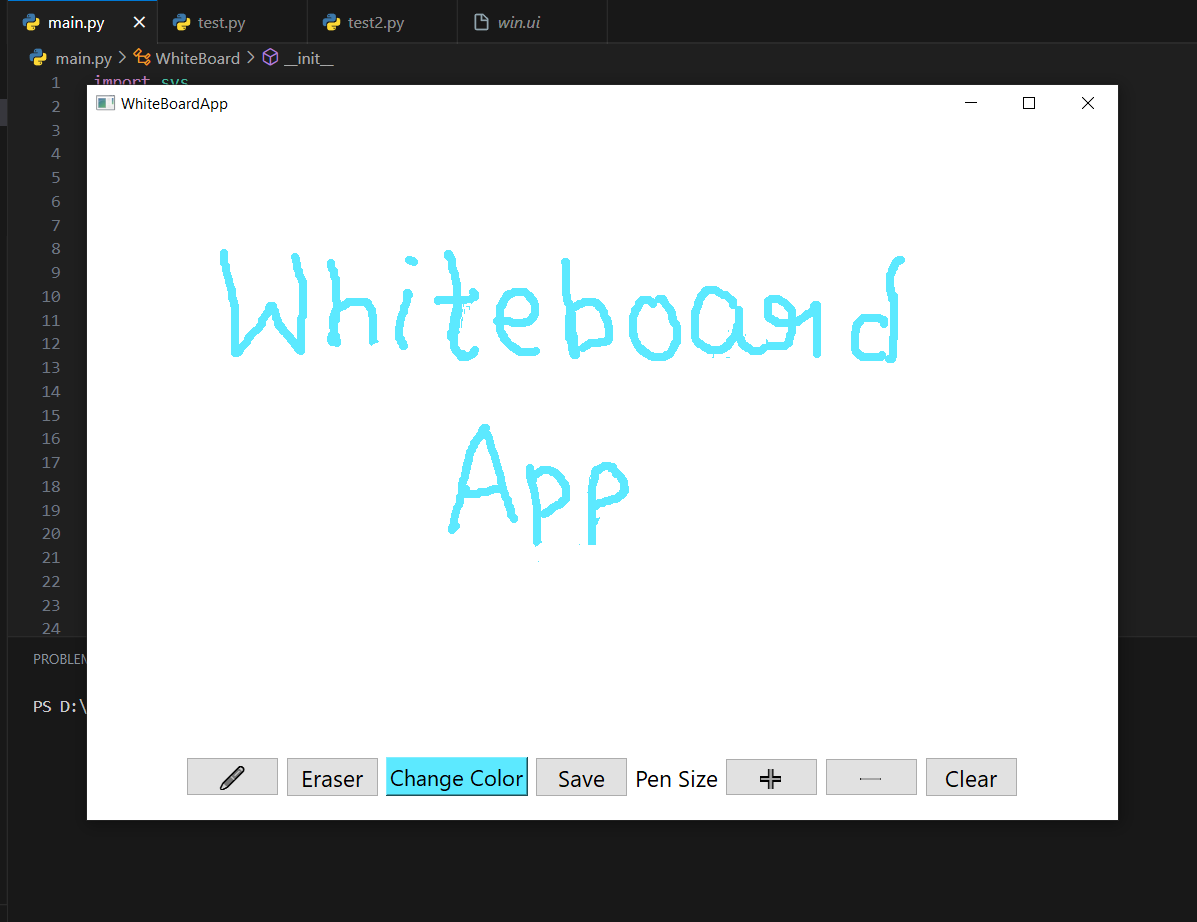 main.py test.py test2.py win.ui
main.py > WhiteBoard > __init__
1 import sys
2
3
4
5
6
7
8
9
10
11
12
13
14
15
16
17
18
19
20
21
22
23
24
WhiteBoardApp
Whiteboard
App
PROBLEM
PS D:\
Eraser Change Color Save Pen Size Clear